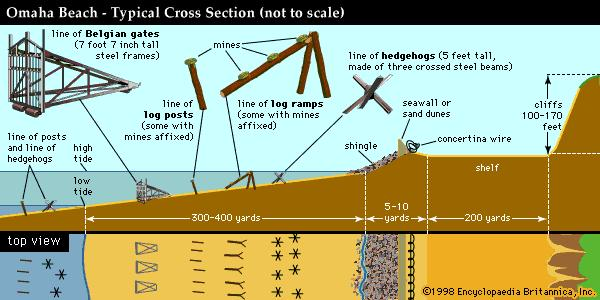 Omaha Beach - Typical Cross Section (not to scale)
line of Belgian gates
(7 foot 7 inch tall
steel frames)
mines
line of hedgehogs (5 feet tall,
made of three crossed steel beams)
line of
log posts
(some with
mines affixed)
line of log ramps
(some with mines
affixed)
seawall or
sand dunes
cliffs
100-170
feet
line of posts
and line of
hedgehogs
high
tide
low
tide
shingle
concertina wire
shelf
300-400 yards
5-10
yards
200 yards
top view
©1998 Encyclopaedia Britannica, Inc.